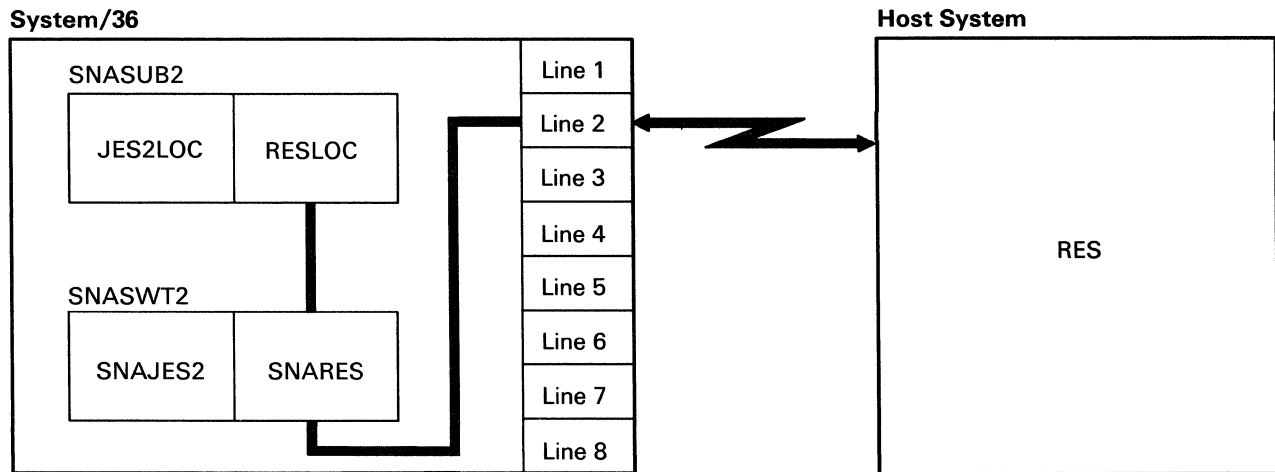 System/36
Host System
SNASUB2
JES2LOC
RESLOC
SNASWT2
SNAJES2
SNARES
Line 1
Line 2
Line 3
Line 4
Line 5
Line 6
Line 7
Line 8
RES